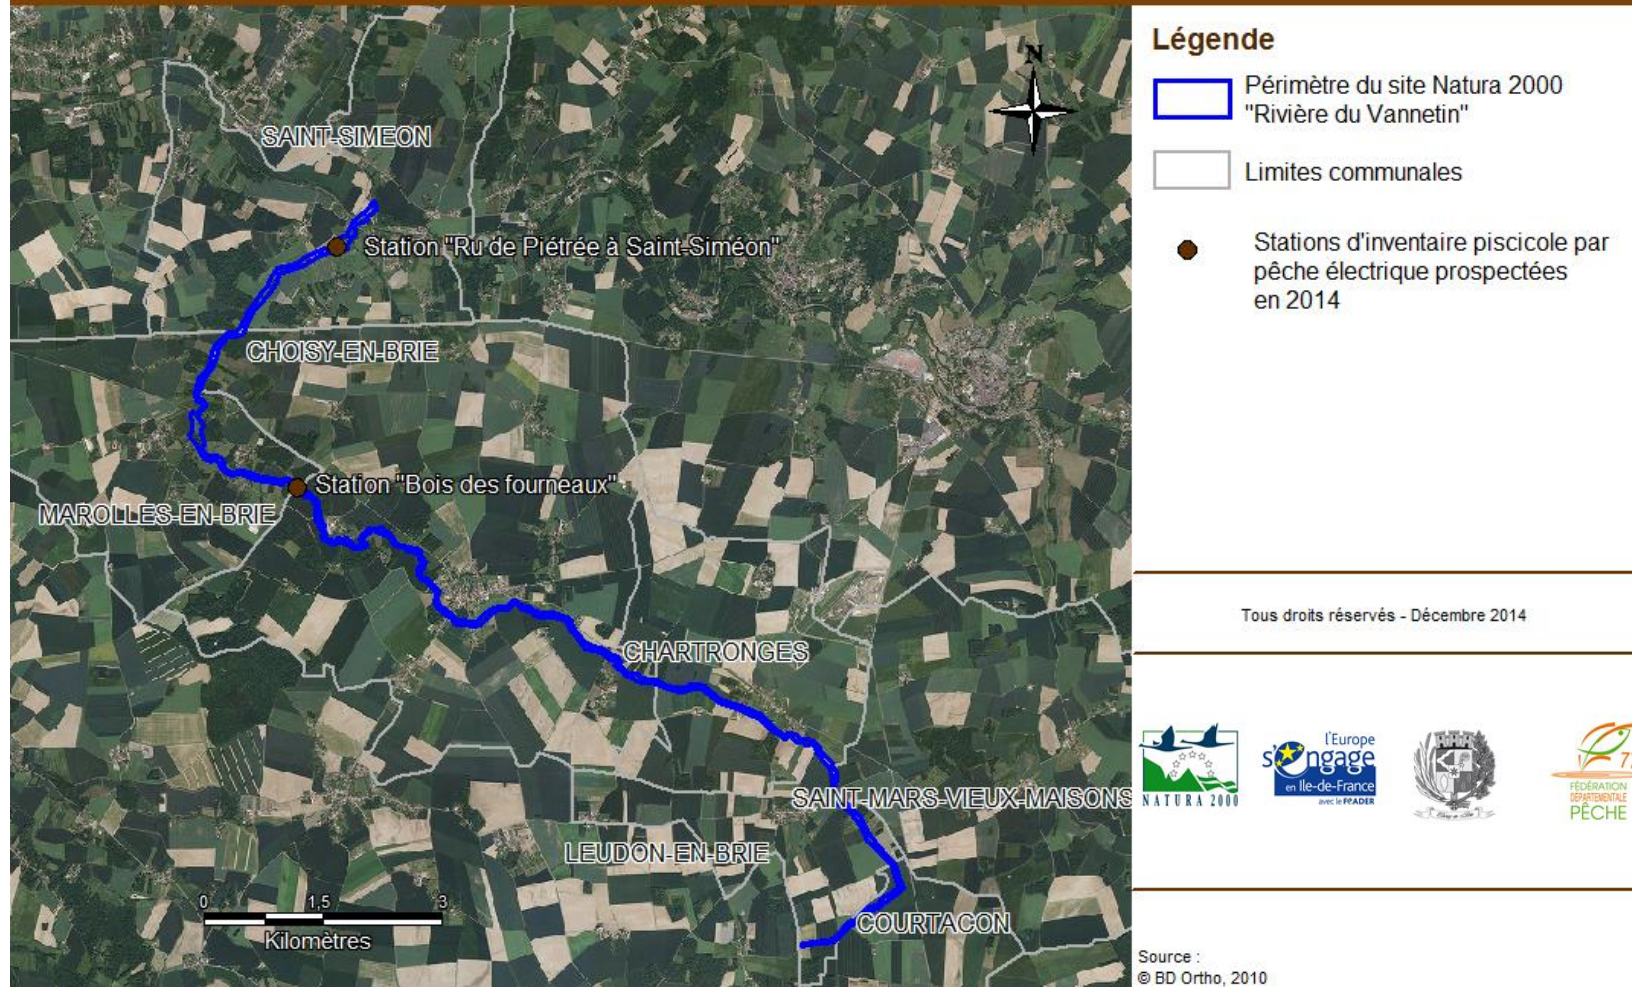 N
SAINT-SIMEON
Station "Ru de Piétrée à Saint-Siméon"
CHOISY-EN-BRIE
Station "Bois des fourneaux"
MAROLLES-EN-BRIE
CHARTRONGES
SAINT-MARS-VIEUX-MAISONS
LEUDON-EN-BRIE
COURTACON
0 1,5 3
Kilomètres
Légende
Périmètre du site Natura 2000
"Rivière du Vannetin"
Limites communales
Stations d'inventaire piscicole par
pêche électrique prospectées
en 2014
Tous droits réservés - Décembre 2014
NATURA 2000
l'Europe
s'engage
en Ile-de-France
avec le FEADER
FÉDÉRATION
DÉPARTEMENTALE
PÊCHE
Source :
© BD Ortho, 2010